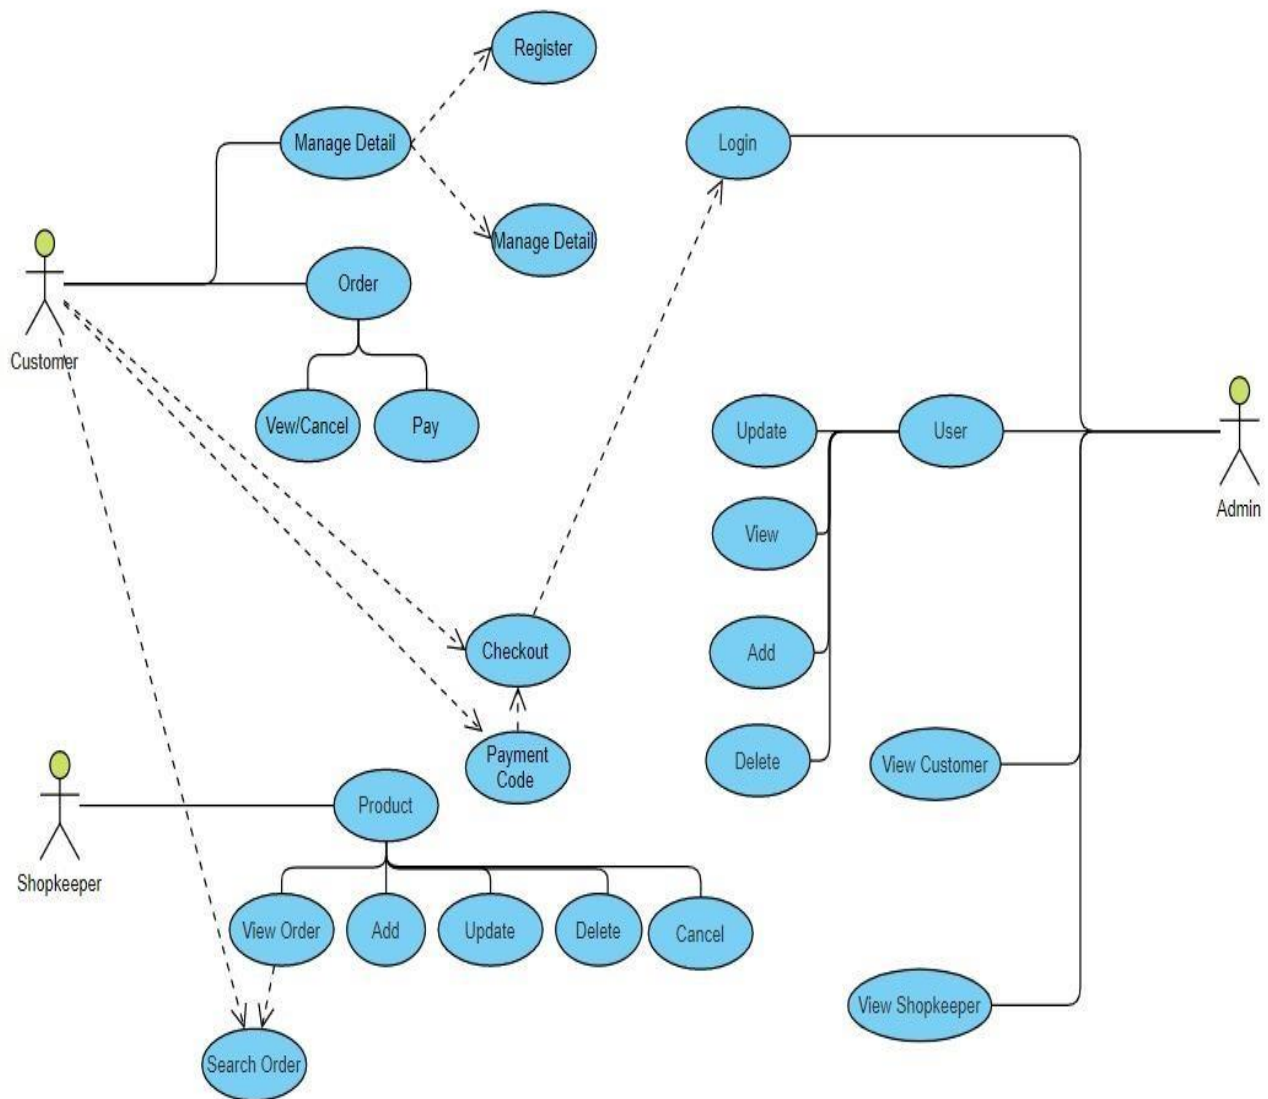 Register
Manage Detail
Login
Manage Detail
Order
Customer
Vew/Cancel
Pay
Update
User
Admin
View
Checkout
Add
Payment
Code
Delete
View Customer
Product
Shopkeeper
View Order
Add
Update
Delete
Cancel
View Shopkeeper
Search Order